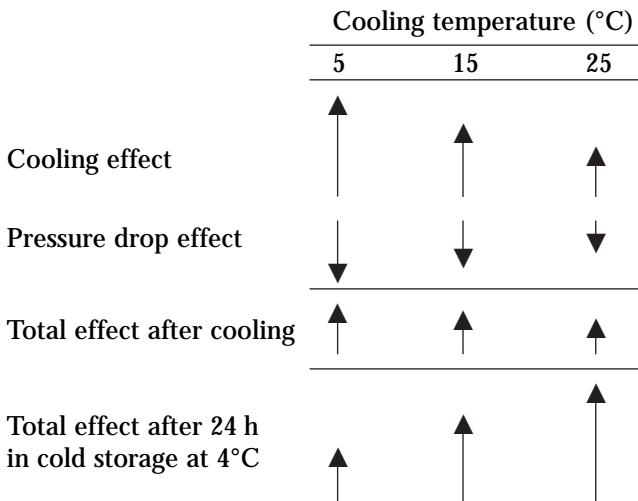 Cooling temperature (°C)
5 15 25
Cooling effect
Pressure drop effect
Total effect after cooling
Total effect after 24 h
in cold storage at 4°C